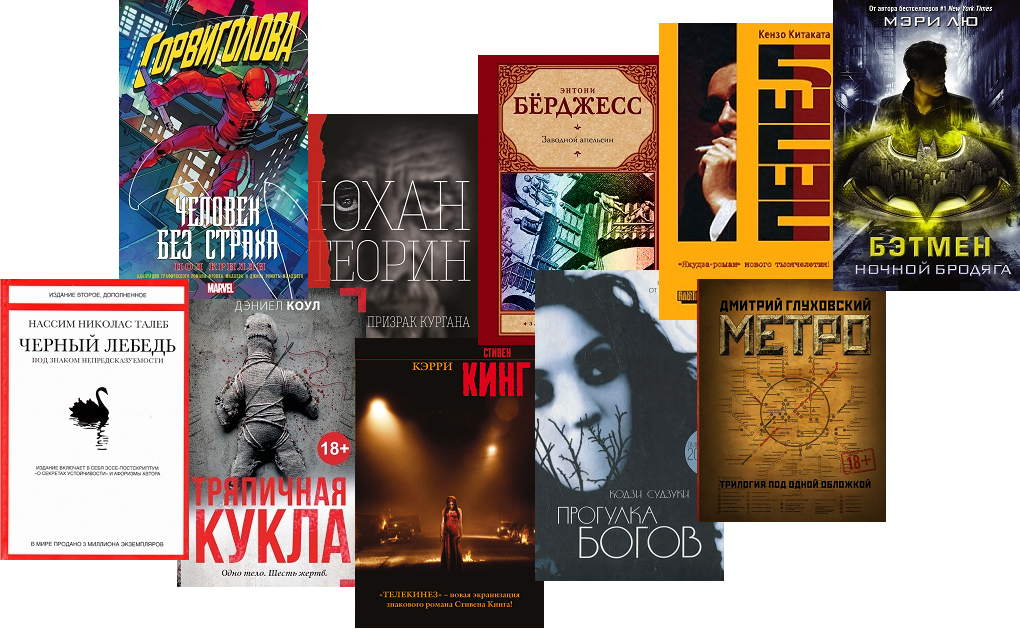 ГОРВИГОЛОВА
ЧЕЛОВЕК
БЕЗ СТРАХА
ПОЛ КРИЛЛИ
MARVEL
ЮХАН
ТЕОРИН
ПРИЗРАК КУРГАНА
ЭНТОНИ
БЁРДЖЕСС
Заводной апельсин
Кензо Китаката
ПЕПЕЛ
«Якудза-роман» нового тысячелетия!
От автора бестселлеров #1 New York Times
МЭРИ ЛЮ
БЭТМЕН
НОЧНОЙ БРОДЯГА
ИЗДАНИЕ ВТОРОЕ, ДОПОЛНЕННОЕ
НАССИМ НИКОЛАС ТАЛЕБ
ЧЕРНЫЙ ЛЕБЕДЬ
ПОД ЗНАКОМ НЕПРЕДСКАЗУЕМОСТИ
ИЗДАНИЕ ВКЛЮЧАЕТ В СЕБЯ ЭССЕ-ПОСТСКРИПТУМ
«О СЕКРЕТАХ УСТОЙЧИВОСТИ» И АФОРИЗМЫ АВТОРА
В МИРЕ ПРОДАНО 3 МИЛЛИОНА ЭКЗЕМПЛЯРОВ
ДЭНИЕЛ КОУЛ
18+
ТРЯПИЧНАЯ
КУКЛА
Одно тело. Шесть жертв.
СТИВЕН
КИНГ
КЭРРИ
«ТЕЛЕКИНЕЗ» – новая экранизация
знакового романа Стивена Кинга!
КОДЗИ СУДЗУКИ
ПРОГУЛКА
БОГОВ
ДМИТРИЙ ГЛУХОВСКИЙ
МЕТРО
18+
ТРИЛОГИЯ ПОД ОДНОЙ ОБЛОЖКОЙ